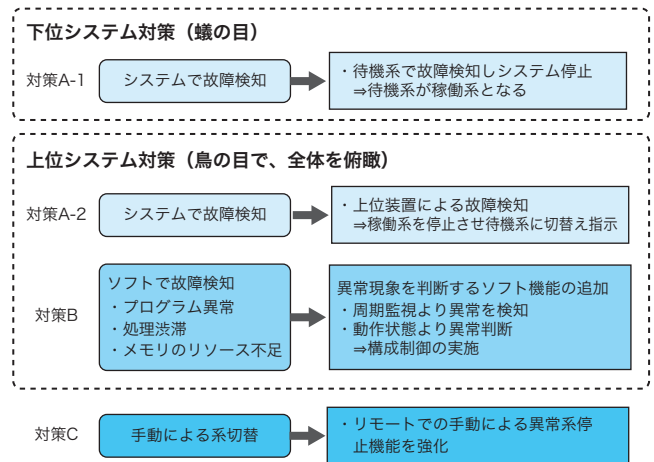 下位システム対策（蟻の目）
対策A-1
システムで故障検知
・待機系で故障検知しシステム停止
⇒待機系が稼働系となる
上位システム対策（鳥の目で、全体を俯瞰）
対策A-2
システムで故障検知
・上位装置による故障検知
⇒稼働系を停止させ待機系に切替え指示
対策B
ソフトで故障検知
・プログラム異常
・処理渋滞
・メモリのリソース不足
異常現象を判断するソフト機能の追加
・周期監視より異常を検知
・動作状態より異常判断
⇒構成制御の実施
対策C
手動による系切替
・リモートでの手動による異常系停
止機能を強化